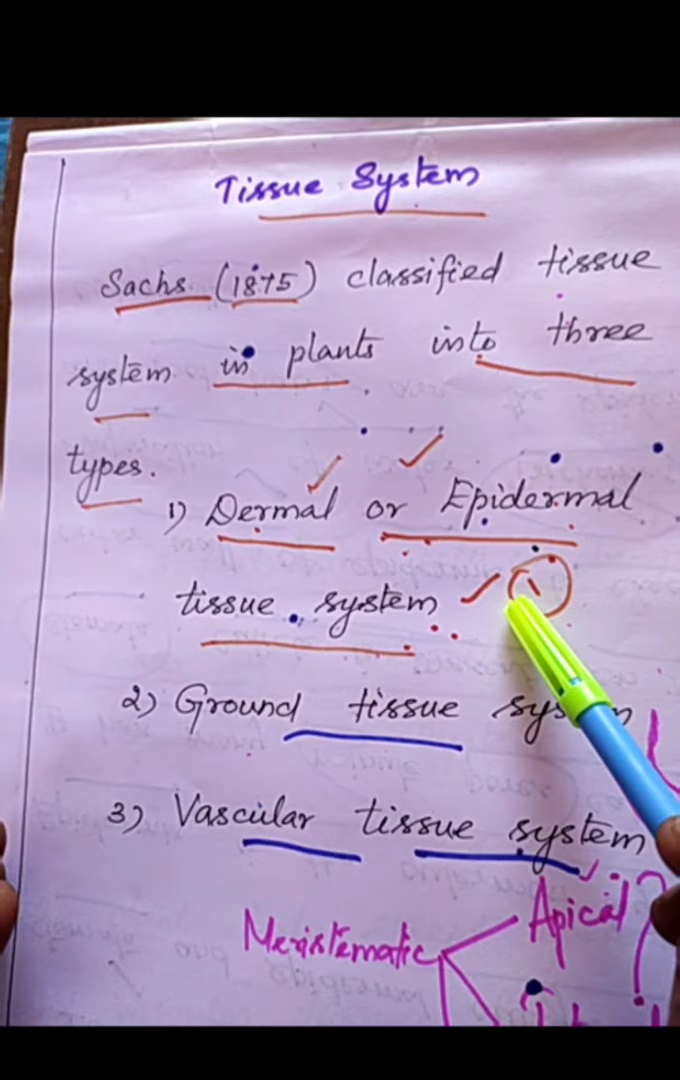 Tissue System
Sachs (1875) classified tissue
system in plants into three
types.
1) Dermal or Epidermal
tissue system
2) Ground tissue system
3) Vascular tissue system
Meristematic Apical ?